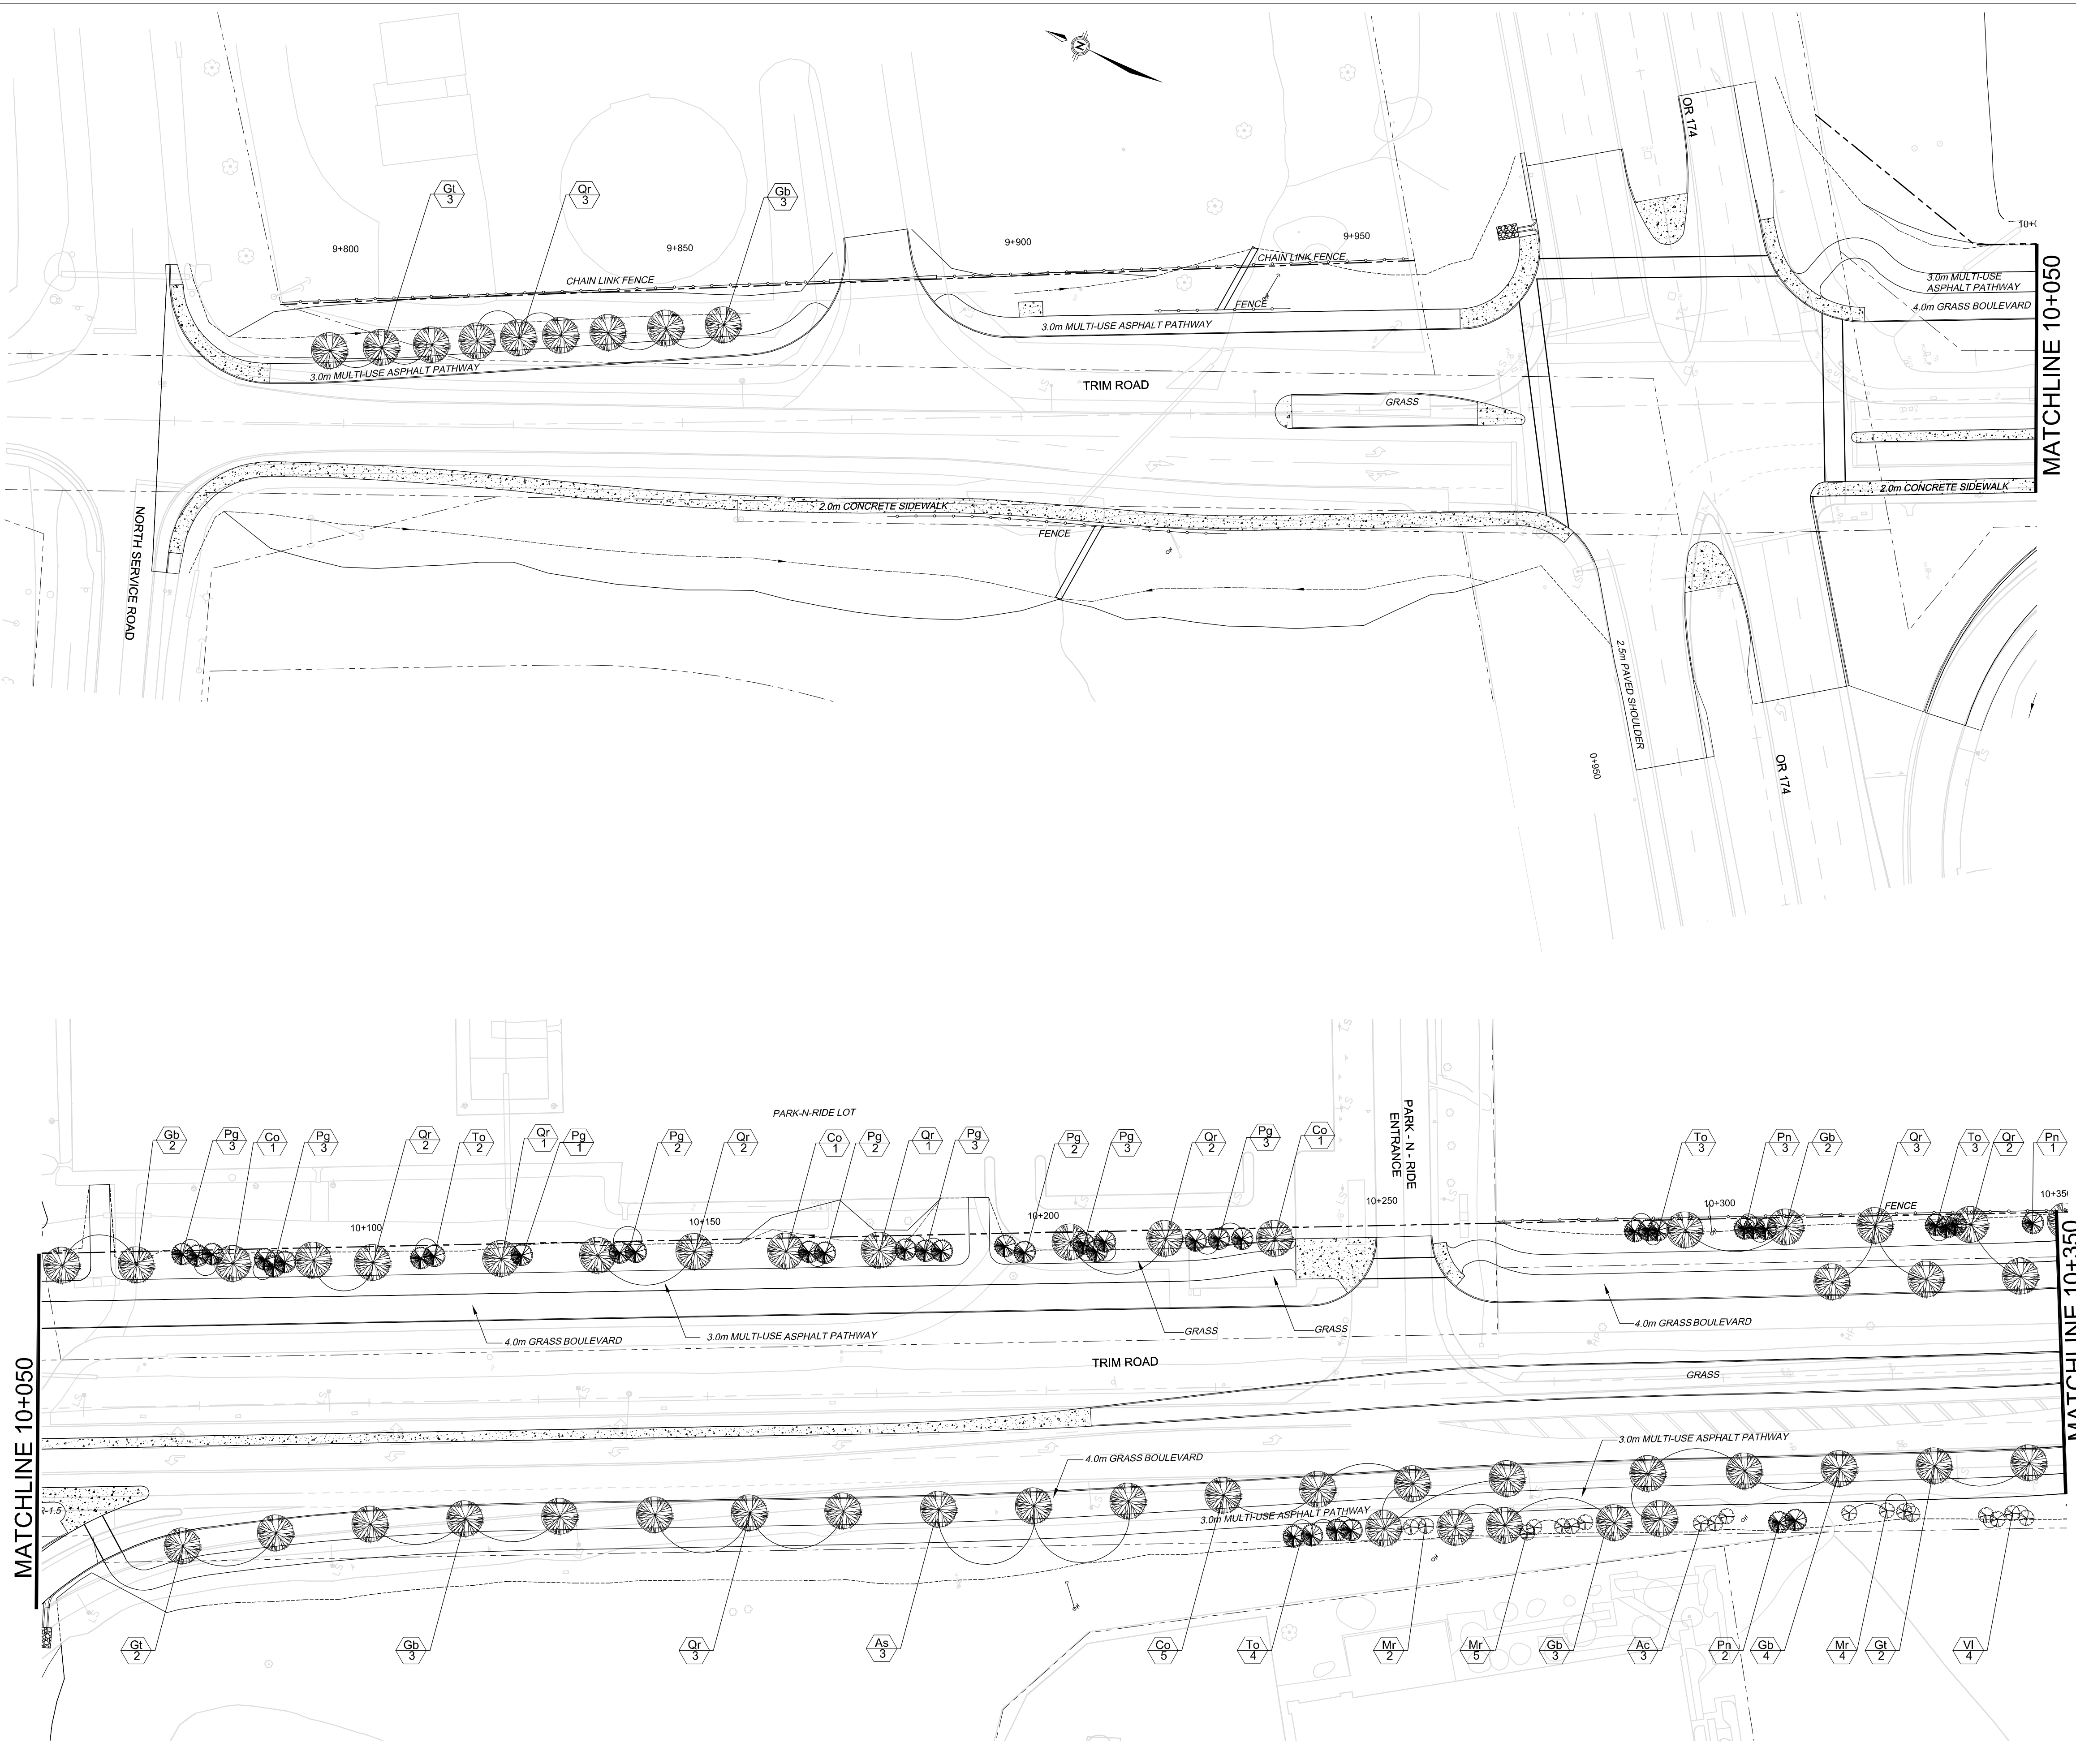 N
OR 174
Gt
3
Qr
3
Gb
3
9+800
9+850
9+900
9+950
CHAIN LINK FENCE
CHAIN LINK FENCE
FENCE
3.0m MULTI-USE
ASPHALT PATHWAY
4.0m GRASS BOULEVARD
3.0m MULTI-USE ASPHALT PATHWAY
3.0m MULTI-USE ASPHALT PATHWAY
TRIM ROAD
GRASS
MATCHLINE 10+050
2.0m CONCRETE SIDEWALK
2.0m CONCRETE SIDEWALK
FENCE
NORTH SERVICE ROAD
2.5m PAVED SHOULDER
0+950
OR 174
PARK-N-RIDE LOT
PARK - N - RIDE
ENTRANCE
Gb
2
Pg
3
Co
1
Pg
3
Qr
2
To
2
Qr
1
Pg
1
Pg
2
Qr
2
Co
1
Pg
2
Qr
1
Pg
3
Pg
2
Pg
3
Qr
2
Pg
3
Co
1
To
3
Pn
3
Gb
2
Qr
3
To
3
Qr
2
Pn
1
10+100
10+150
10+200
10+250
10+300
FENCE
4.0m GRASS BOULEVARD
3.0m MULTI-USE ASPHALT PATHWAY
GRASS
GRASS
4.0m GRASS BOULEVARD
TRIM ROAD
GRASS
MATCHLINE 10+050
MATCHLINE 10+350
3.0m MULTI-USE ASPHALT PATHWAY
4.0m GRASS BOULEVARD
3.0m MULTI-USE ASPHALT PATHWAY
Gt
2
Gb
3
Qr
3
As
3
Co
5
To
4
Mr
2
Mr
5
Gb
3
Ac
3
Pn
2
Gb
4
Mr
4
Gt
2
Vl
4